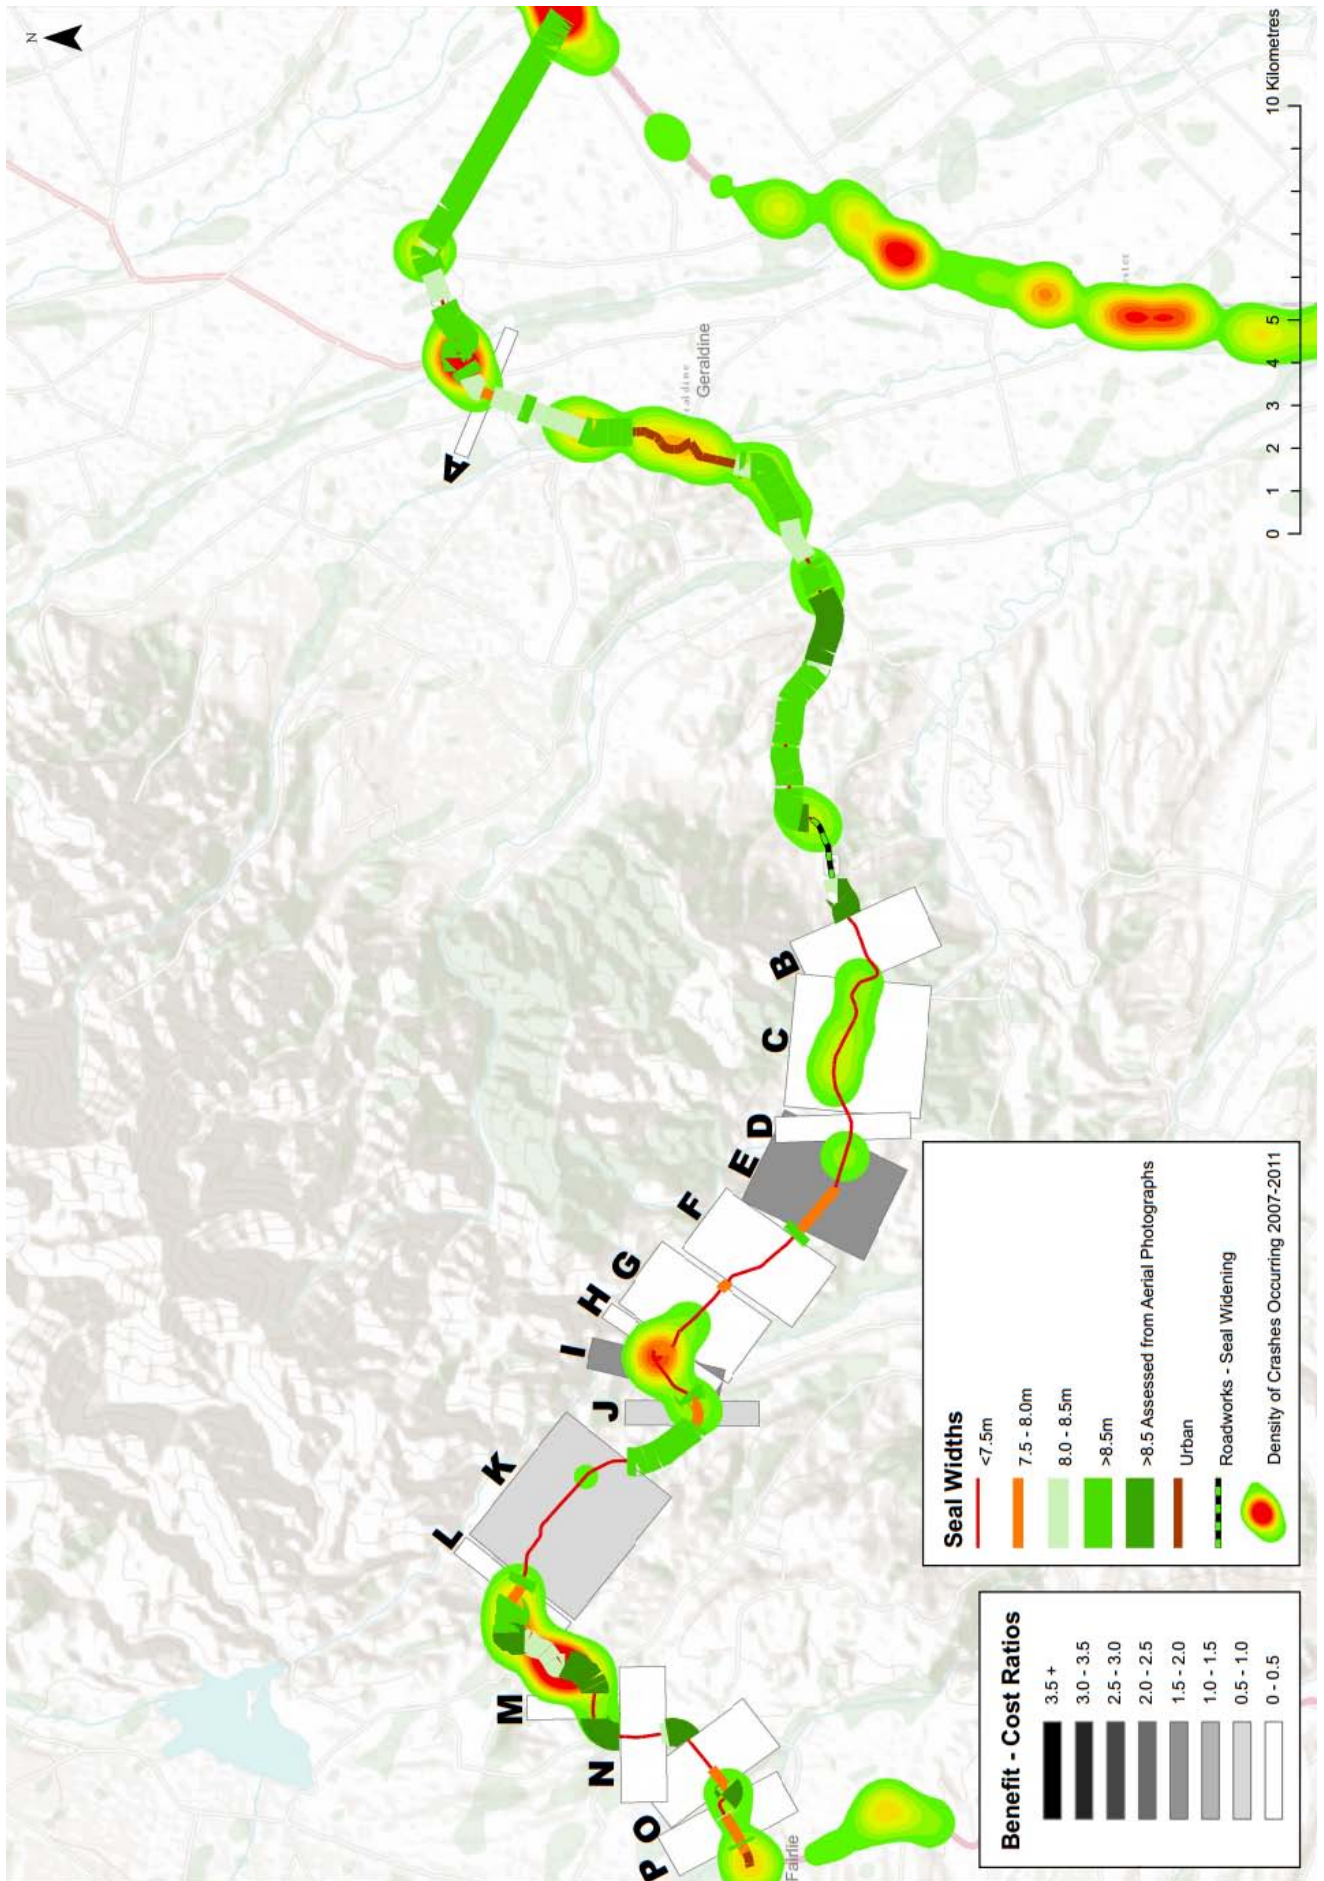 N
A
B
C
D
E
F
G
H
I
J
K
L
M
N
O
P
Geraldine
Fairlie
0 1 2 3 4 5 10 Kilometres
Seal Widths
<7.5m
7.5 - 8.0m
8.0 - 8.5m
>8.5m
>8.5 Assessed from Aerial Photographs
Urban
Roadworks - Seal Widening
Density of Crashes Occurring 2007-2011
Benefit - Cost Ratios
3.5 +
3.0 - 3.5
2.5 - 3.0
2.0 - 2.5
1.5 - 2.0
1.0 - 1.5
0.5 - 1.0
0 - 0.5